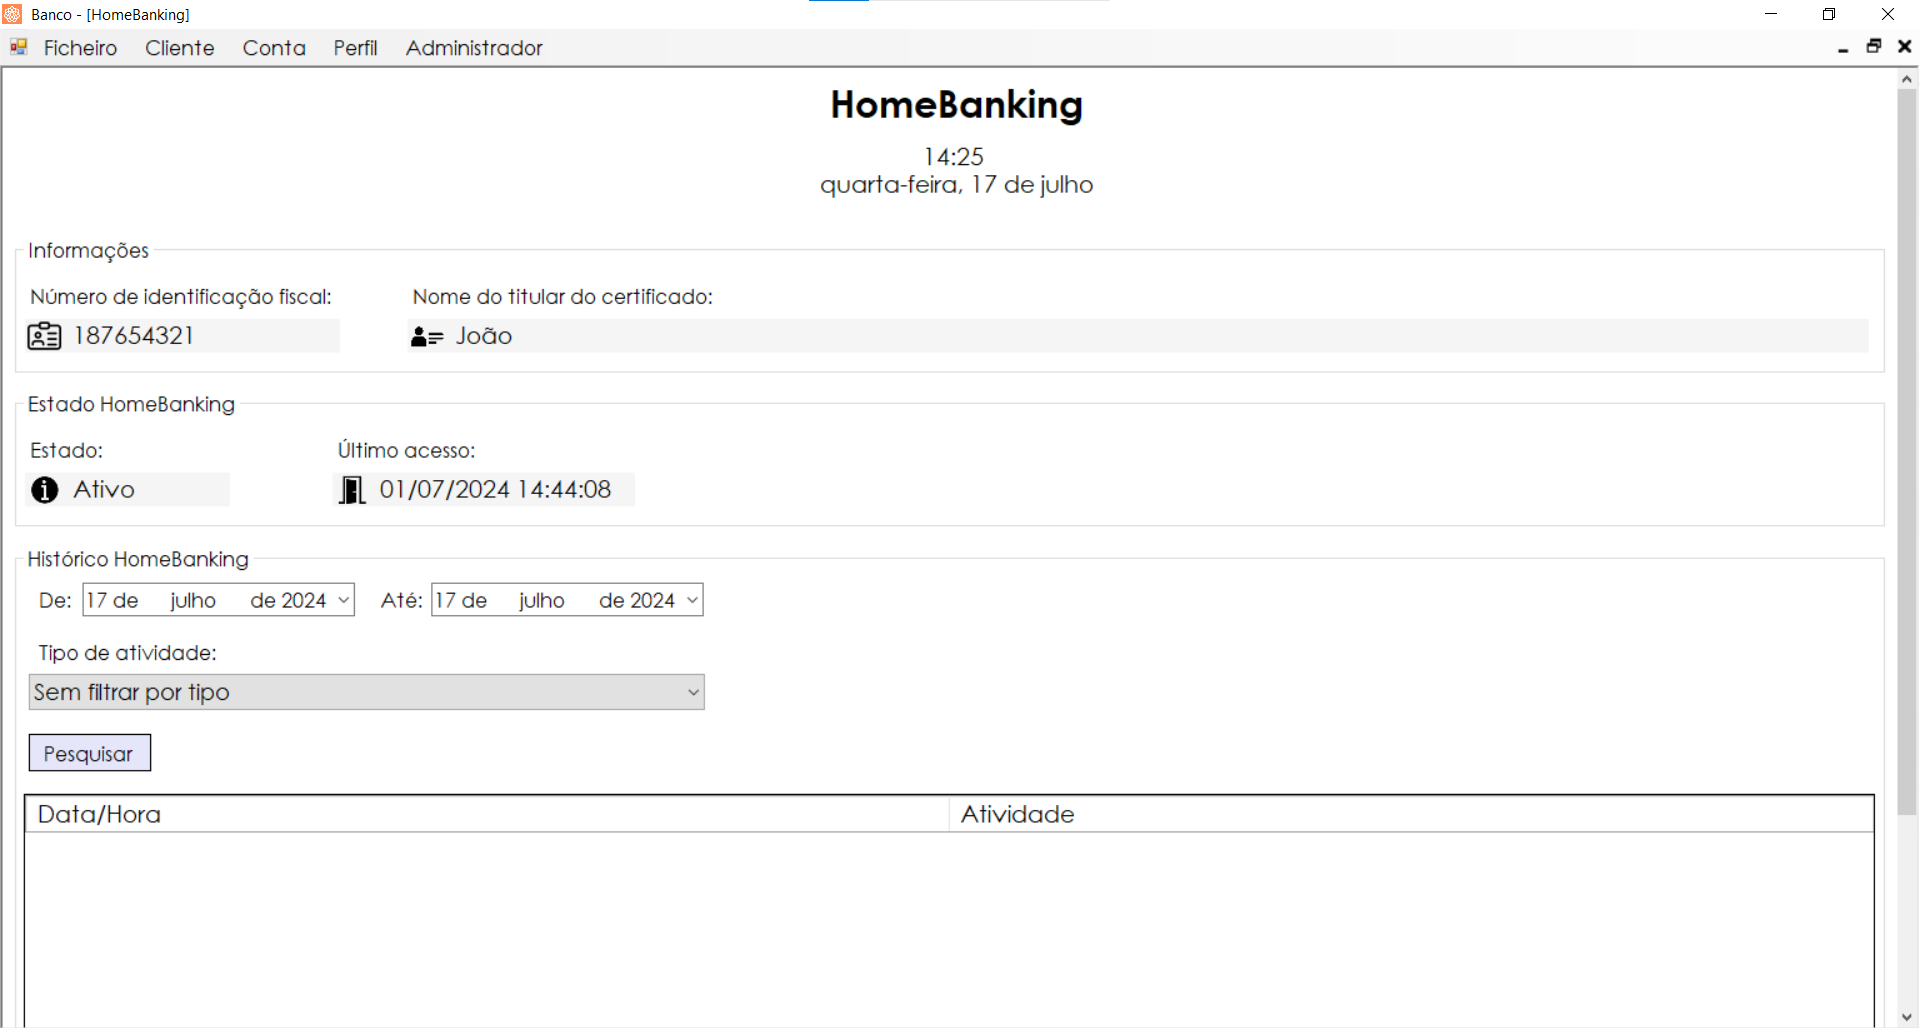 Banco - [HomeBanking]
Ficheiro Cliente Conta Perfil Administrador
HomeBanking
14:25
quarta-feira, 17 de julho
Informações
Número de identificação fiscal: Nome do titular do certificado:
187654321 João
Estado HomeBanking
Estado: Último acesso:
Ativo 01/07/2024 14:44:08
Histórico HomeBanking
De: 17 de julho de 2024 Até: 17 de julho de 2024
Tipo de atividade:
Sem filtrar por tipo
Pesquisar
Data/Hora Atividade